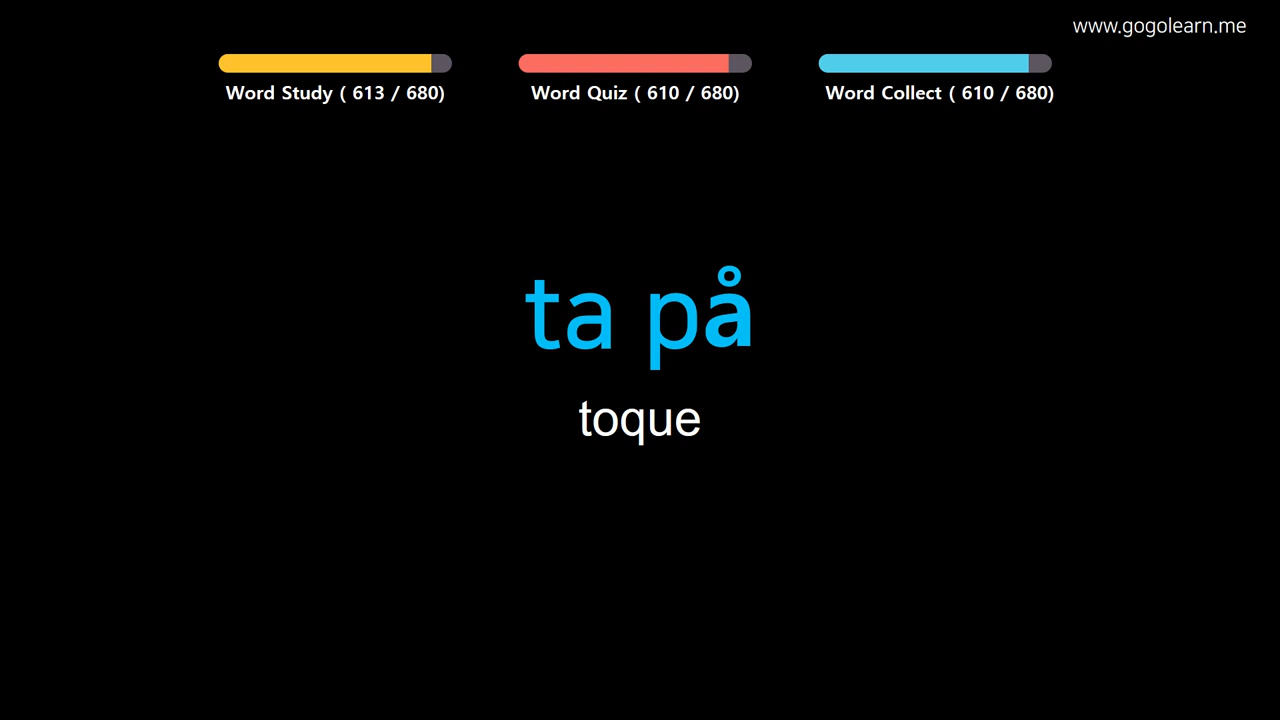 www.gogolearn.me
Word Study ( 613 / 680)
Word Quiz ( 610 / 680)
Word Collect ( 610 / 680)
ta på
toque